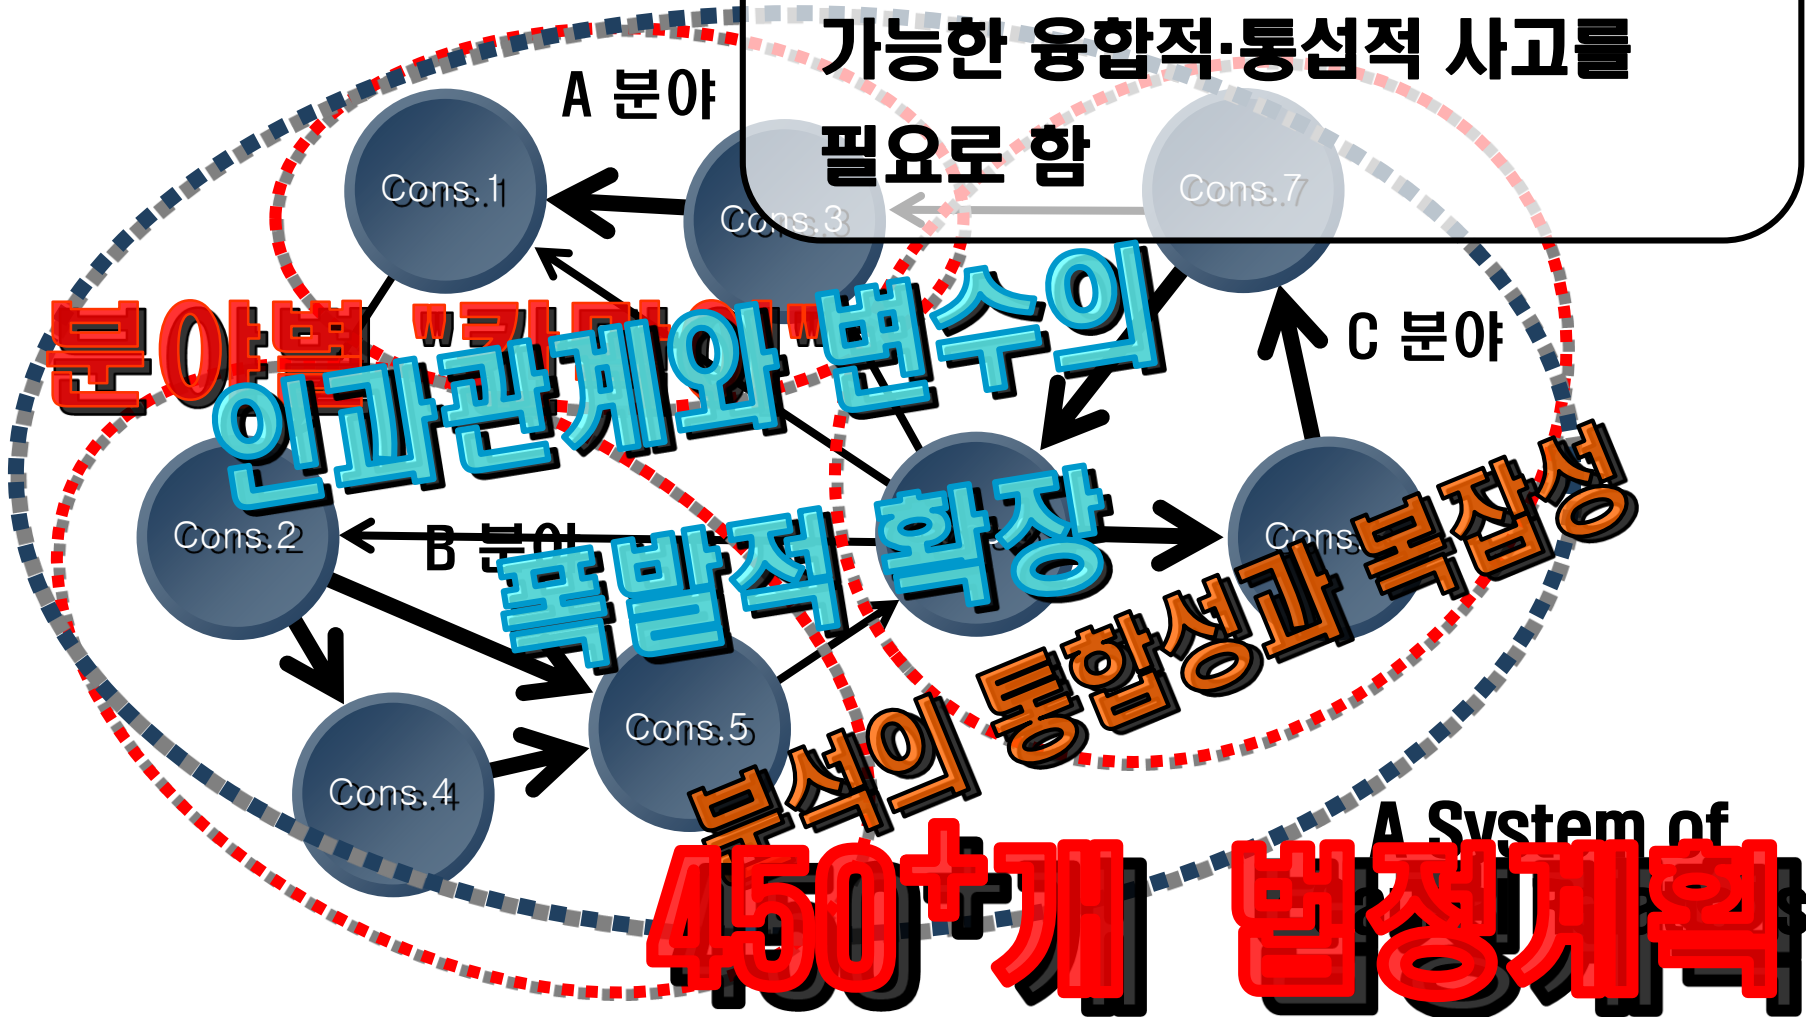 가능한 융합적·통섭적 사고를
필요로 함
A 분야
Cons.1
Cons.3
Cons.7
분야별
C 분야
인과관계와 변수의
폭발적 확장
Cons.2
B 분야
분석의 통합성과 복잡성
Cons.5
Cons.4
A System of
450+개 법정계획